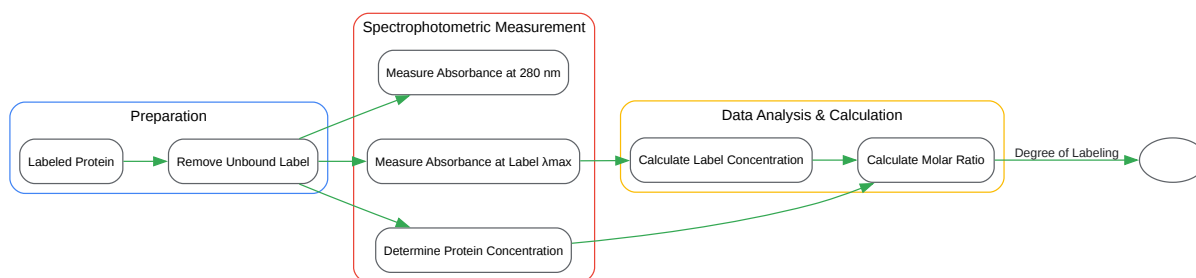 Spectrophotometric Measurement
Measure Absorbance at 280 nm
Preparation
Data Analysis & Calculation
Labeled Protein
Remove Unbound Label
Measure Absorbance at Label λmax
Calculate Label Concentration
Calculate Molar Ratio
Degree of Labeling
Determine Protein Concentration